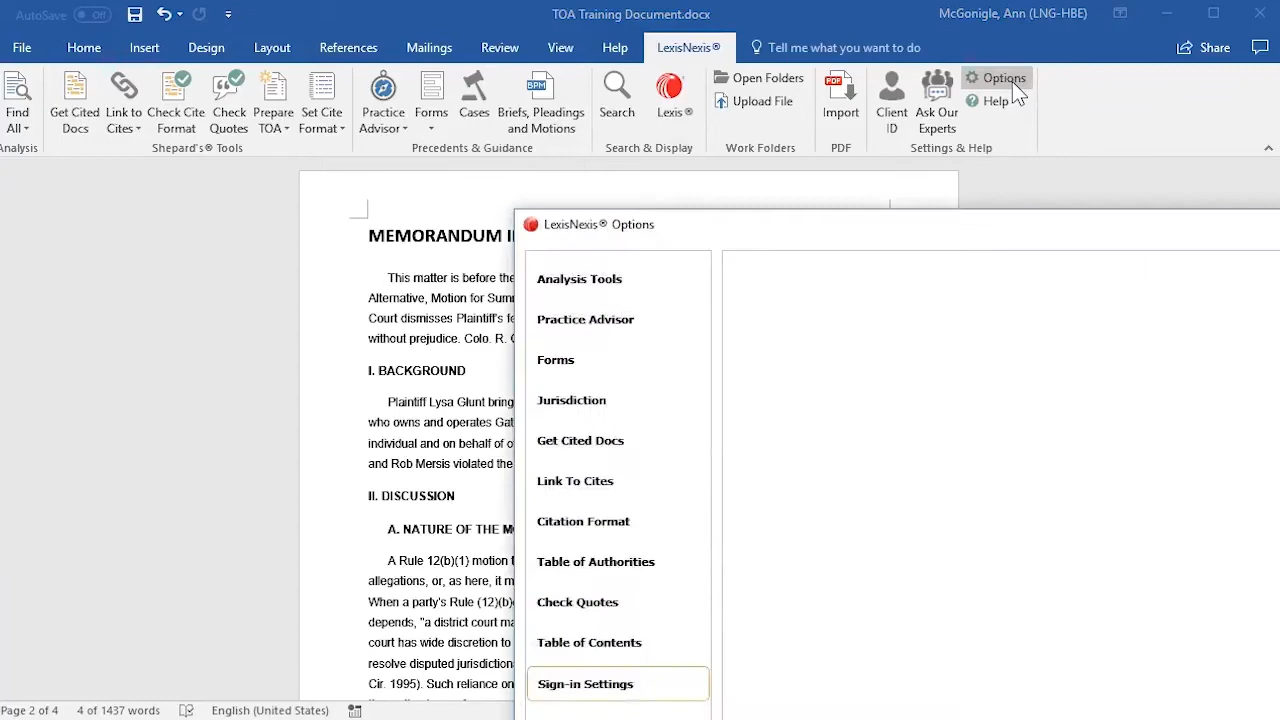 AutoSave Off TOA Training Document.docx McGonigle, Ann (LNG-HBE)
File Home Insert Design Layout References Mailings Review View Help LexisNexis® Tell me what you want to do Share
Find All
Get Cited Docs
Link to Cites
Check Cite Format
Check Quotes
Prepare TOA
Set Cite Format
Practice Advisor
Forms
Cases
BPM
Briefs, Pleadings and Motions
Search
Lexis®
Open Folders
Upload File
PDF
Import
Client ID
Ask Our Experts
Options
Help
Analysis Shepard's® Tools Precedents & Guidance Search & Display Work Folders PDF Settings & Help
MEMORANDUM
This matter is before the
Alternative, Motion for
Court dismisses Plaintiff's
without prejudice. Colo. R.
I. BACKGROUND
Plaintiff Lysa Glunt
who owns and operates
individual and on behalf of
and Rob Mersis violated the
II. DISCUSSION
A. NATURE OF THE
A Rule 12(b)(1) motion
allegations, or, as here, it
When a party's Rule
depends, "a district court
court has wide discretion to
resolve disputed
Cir. 1995). Such reliance on
LexisNexis® Options
Analysis Tools
Practice Advisor
Forms
Jurisdiction
Get Cited Docs
Link To Cites
Citation Format
Table of Authorities
Check Quotes
Table of Contents
Sign-in Settings
Page 2 of 4 4 of 1437 words English (United States)